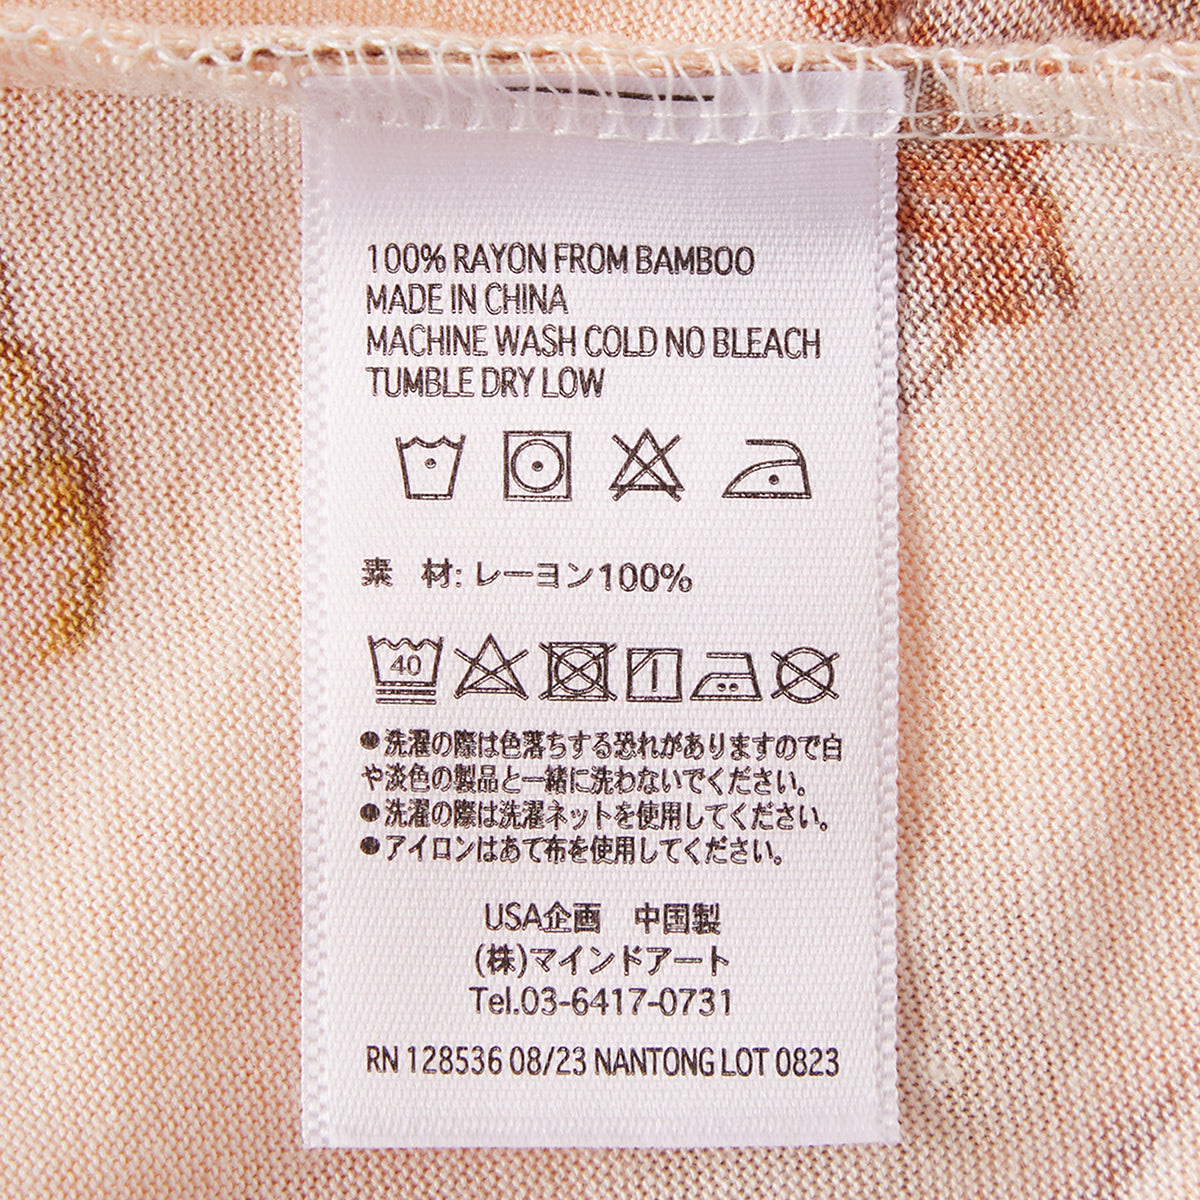 100% RAYON FROM BAMBOO
MADE IN CHINA
MACHINE WASH COLD NO BLEACH
TUMBLE DRY LOW
素　材: レーヨン100%
40
●洗濯の際は色落ちする恐れがありますので白
や淡色の製品と一緒に洗わないでください。
●洗濯の際は洗濯ネットを使用してください。
●アイロンはあて布を使用してください。
USA企画　中国製
(株)マインドアート
Tel.03-6417-0731
RN 128536 08/23 NANTONG LOT 0823